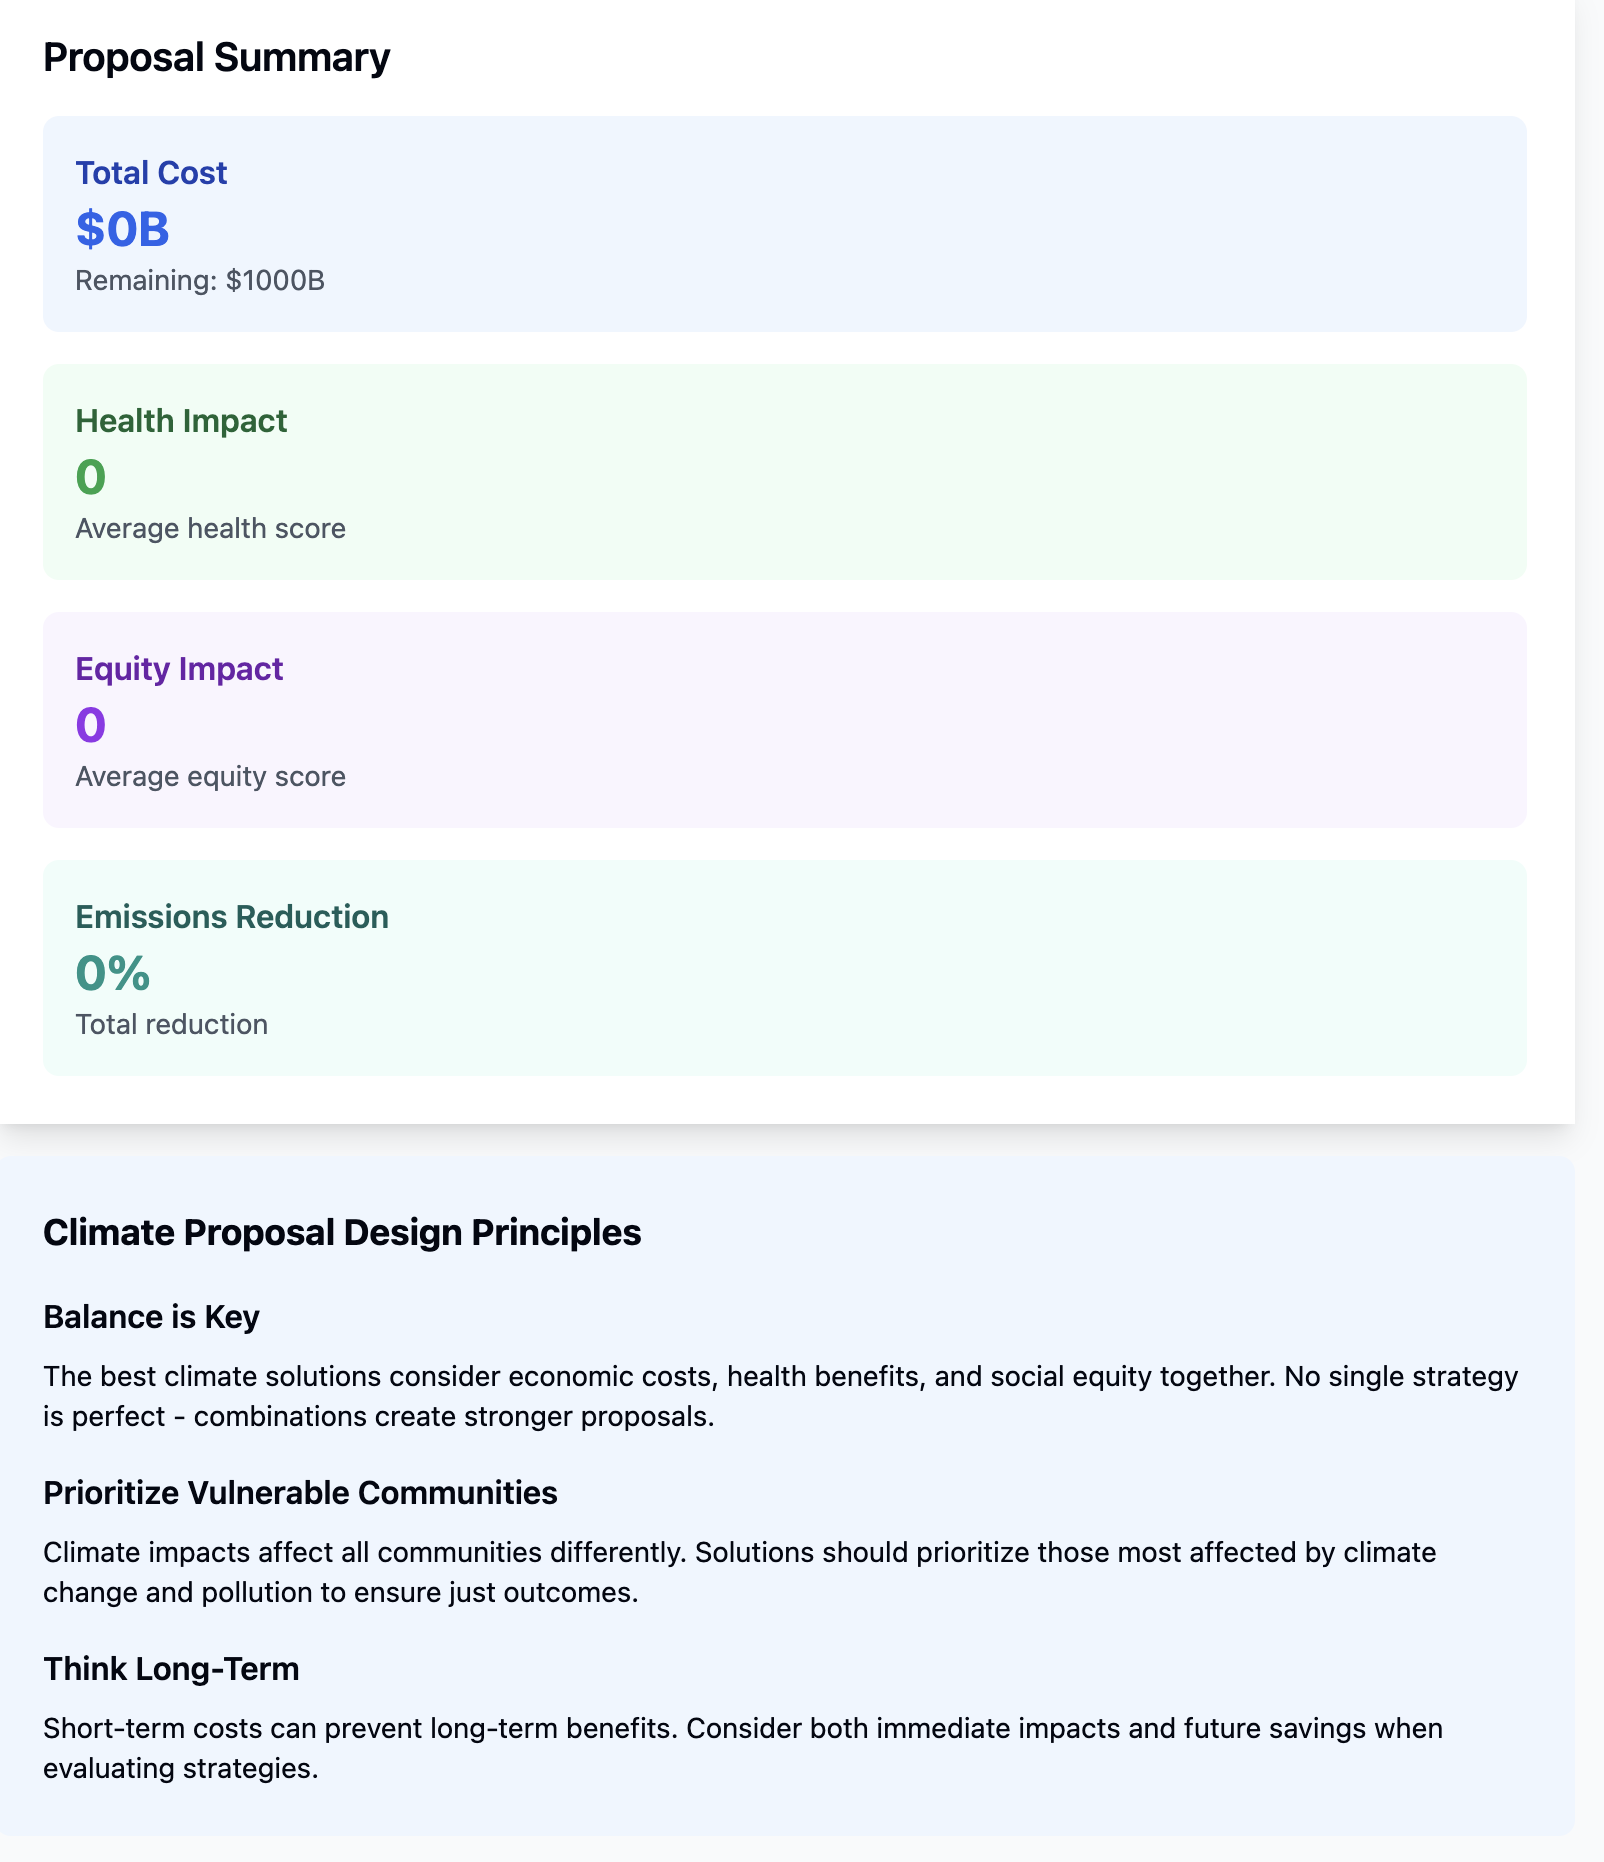 Proposal Summary
Total Cost
$0B
Remaining: $1000B
Health Impact
0
Average health score
Equity Impact
0
Average equity score
Emissions Reduction
0%
Total reduction
Climate Proposal Design Principles
Balance is Key
The best climate solutions consider economic costs, health benefits, and social equity together. No single strategy
is perfect - combinations create stronger proposals.
Prioritize Vulnerable Communities
Climate impacts affect all communities differently. Solutions should prioritize those most affected by climate
change and pollution to ensure just outcomes.
Think Long-Term
Short-term costs can prevent long-term benefits. Consider both immediate impacts and future savings when
evaluating strategies.